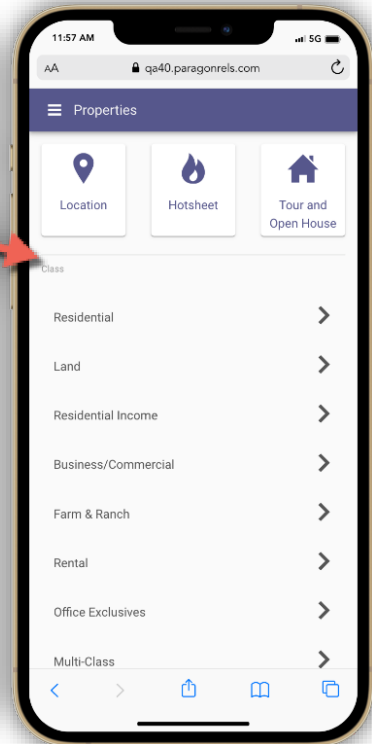 11:57 AM
5G
AA
qa40.paragonrels.com
Properties
Location
Hotsheet
Tour and
Open House
Class
Residential
Land
Residential Income
Business/Commercial
Farm & Ranch
Rental
Office Exclusives
Multi-Class